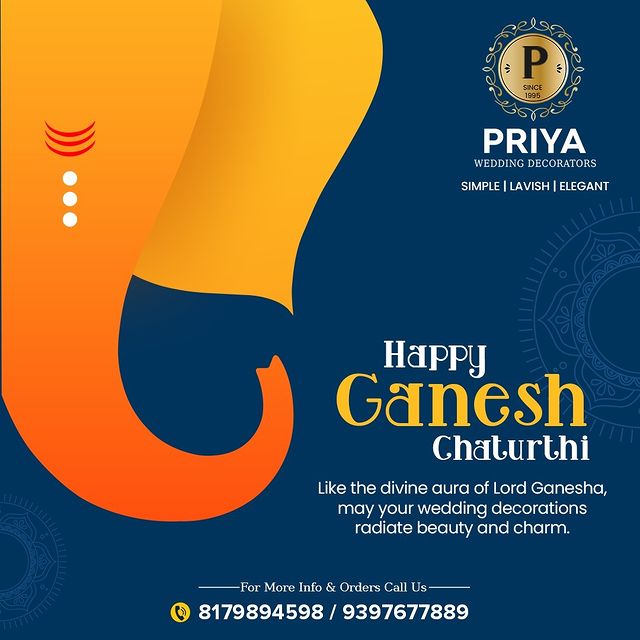 P
SINCE
1995
PRIYA
WEDDING DECORATORS
SIMPLE | LAVISH | ELEGANT
Happy
Ganesh
Chaturthi
Like the divine aura of Lord Ganesha,
may your wedding decorations
radiate beauty and charm.
For More Info & Orders Call Us
8179894598 / 9397677889